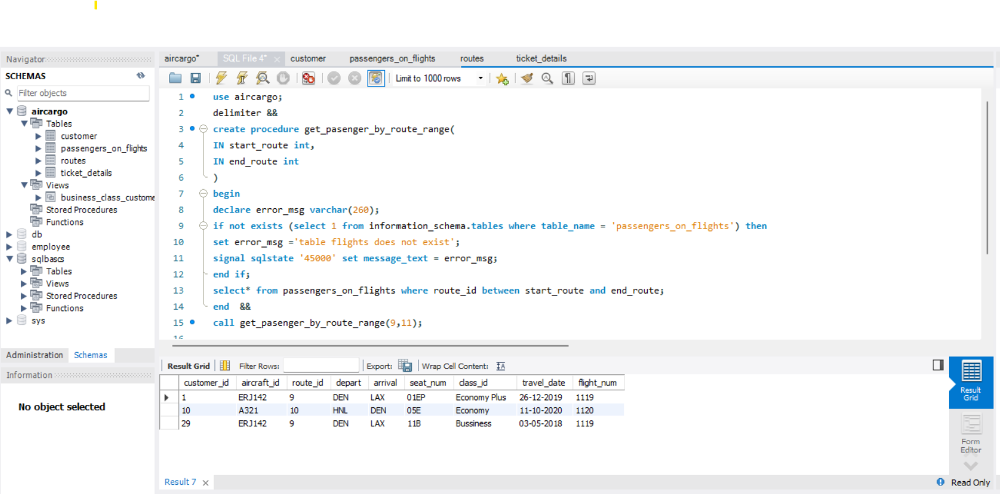 aircargo*
SQL File 4*
customer
passengers_on_flights
routes
ticket_details
Navigator
SCHEMAS
Filter objects
aircargo
Tables
customer
passengers_on_flights
routes
ticket_details
Views
business_class_custome
Stored Procedures
Functions
db
employee
sqlbascs
Tables
Views
Stored Procedures
Functions
sys
Administration Schemas
Information
No object selected
Limit to 1000 rows
1 use aircargo;
2 delimiter &&
3 create procedure get_pasenger_by_route_range(
4 IN start_route int,
5 IN end_route int
6 )
7 begin
8 declare error_msg varchar(260);
9 if not exists (select 1 from information_schema.tables where table_name = 'passengers_on_flights') then
10 set error_msg ='table flights does not exist';
11 signal sqlstate '45000' set message_text = error_msg;
12 end if;
13 select* from passengers_on_flights where route_id between start_route and end_route;
14 end  &&
15 call get_pasenger_by_route_range(9,11);
16
Result Grid Filter Rows: Export: Wrap Cell Content:
customer_id aircraft_id route_id depart arrival seat_num class_id travel_date flight_num
1 ERJ142 9 DEN LAX 01EP Economy Plus 26-12-2019 1119
10 A321 10 HNL DEN 05E Economy 11-10-2020 1120
29 ERJ142 9 DEN LAX 11B Bussiness 03-05-2018 1119
Result
Grid
Form
Editor
Result 7
Read Only